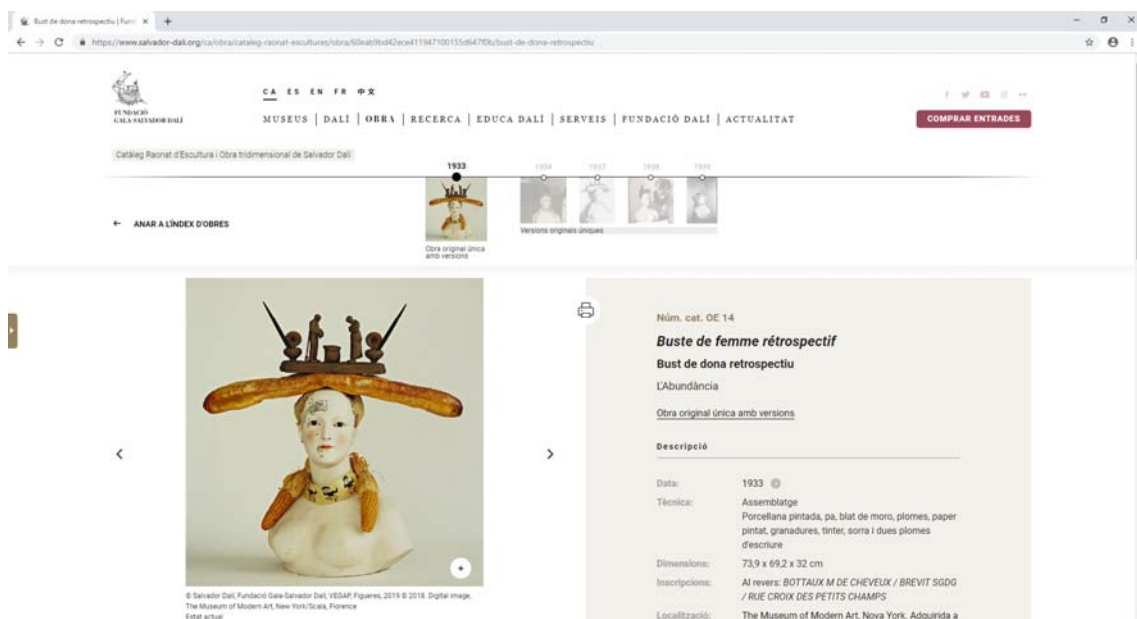 Bust de dona retrospectiu | Fun
https://www.salvador-dali.org/ca/obra/cataleg-raonat-escultures/obra/60eab9bd42ece411947100155d647f0b/bust-de-dona-retrospectiu
FUNDACIÓ
GALA-SALVADOR DALÍ
CA ES EN FR 中文
MUSEUS | DALÍ | OBRA | RECERCA | EDUCA DALÍ | SERVEIS | FUNDACIÓ DALÍ | ACTUALITAT
COMPRAR ENTRADES
Catàleg Raonat d'Escultura i Obra tridimensional de Salvador Dalí
1933 1934 1937 1938 1939
← ANAR A L'ÍNDEX D'OBRES
Versions originals úniques
Obra original única
amb versions
Núm. cat. OE 14
Buste de femme rétrospectif
Bust de dona retrospectiu
L'Abundància
Obra original única amb versions
Descripció
Data: 1933
Tècnica: Assemblatge
Porcellana pintada, pa, blat de moro, plomes, paper
pintat, granadures, tinter, sorra i dues plomes
d'escriure
Dimensions: 73,9 x 69,2 x 32 cm
Inscripcions: Al revers: BOTTAUX M DE CHEVEUX / BREVIT SGDG
/ RUE CROIX DES PETITS CHAMPS
Localització: The Museum of Modern Art, Nova York. Adquirida a
© Salvador Dalí, Fundació Gala-Salvador Dalí, VEGAP, Figueres, 2019 © 2018. Digital image,
The Museum of Modern Art, New York/Scala, Florence
Estat actual